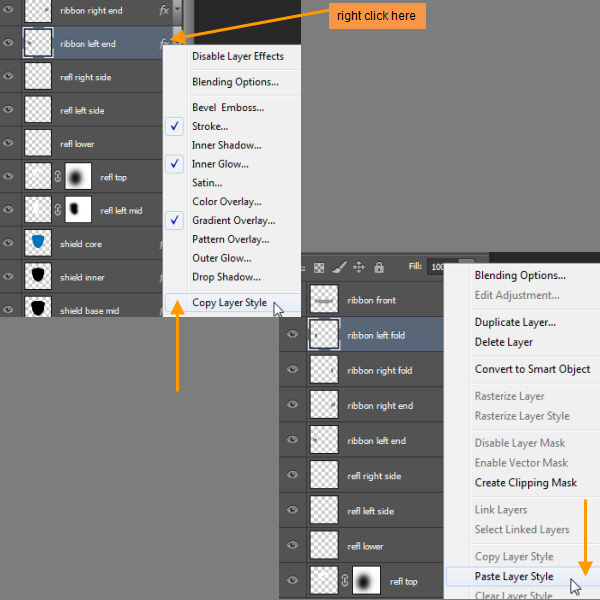 ribbon right end fx
right click here
ribbon left end fx
refl right side
refl left side
refl lower
refl top
refl left mid
shield core
shield inner
shield base mid
Disable Layer Effects
Blending Options...
Bevel Emboss...
Stroke...
Inner Shadow...
Inner Glow...
Satin...
Color Overlay...
Gradient Overlay...
Pattern Overlay...
Outer Glow...
Drop Shadow...
Copy Layer Style
Fill: 100
ribbon front
ribbon left fold
ribbon right fold
ribbon right end
ribbon left end
refl right side
refl left side
refl lower
refl top
Blending Options...
Edit Adjustment...
Duplicate Layer...
Delete Layer
Convert to Smart Object
Rasterize Layer
Rasterize Layer Style
Disable Layer Mask
Enable Vector Mask
Create Clipping Mask
Link Layers
Select Linked Layers
Copy Layer Style
Paste Layer Style
Clear Layer Style